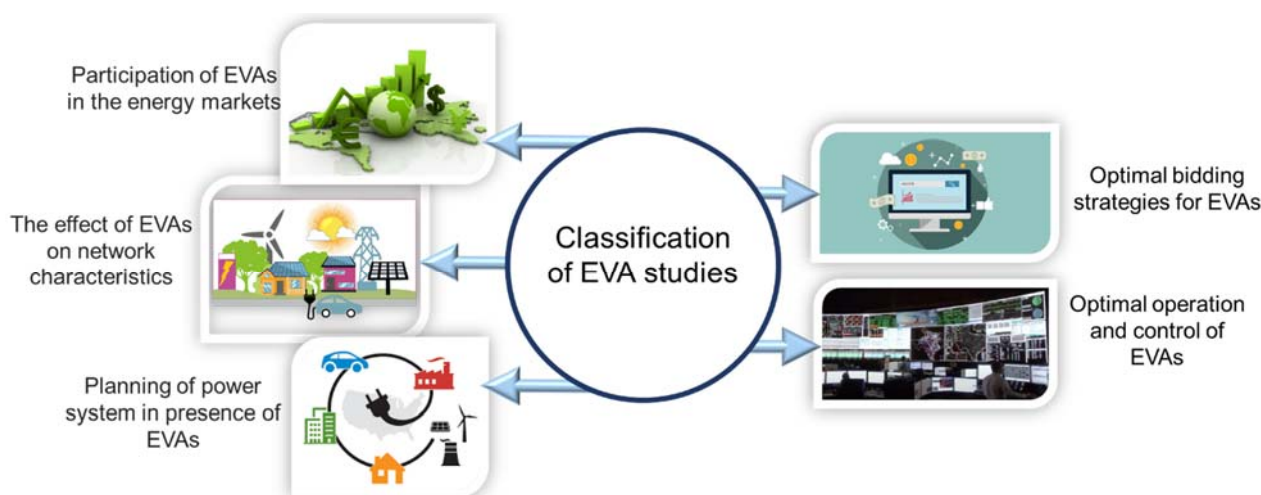 Participation of EVAs
in the energy markets
The effect of EVAs
on network
characteristics
Planning of power
system in presence of
EVAs
Classification
of EVA studies
Optimal bidding
strategies for EVAs
Optimal operation
and control of
EVAs